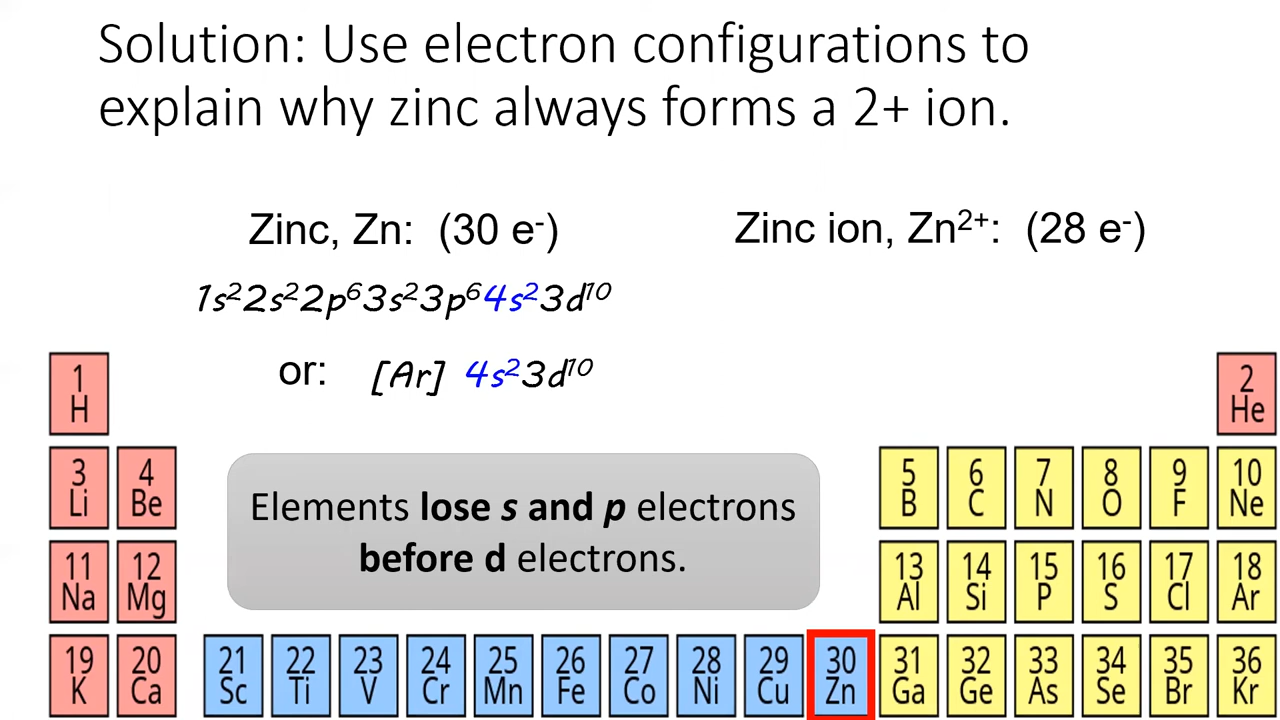 Solution: Use electron configurations to
explain why zinc always forms a 2+ ion.
Zinc, Zn: (30 e⁻)
Zinc ion, Zn²⁺: (28 e⁻)
1s²2s²2p⁶3s²3p⁶4s²3d¹⁰
or: [Ar] 4s²3d¹⁰
Elements lose s and p electrons
before d electrons.
1 2
H He
3 4 5 6 7 8 9 10
Li Be B C N O F Ne
11 12 13 14 15 16 17 18
Na Mg Al Si P S Cl Ar
19 20 21 22 23 24 25 26 27 28 29 30 31 32 33 34 35 36
K Ca Sc Ti V Cr Mn Fe Co Ni Cu Zn Ga Ge As Se Br Kr